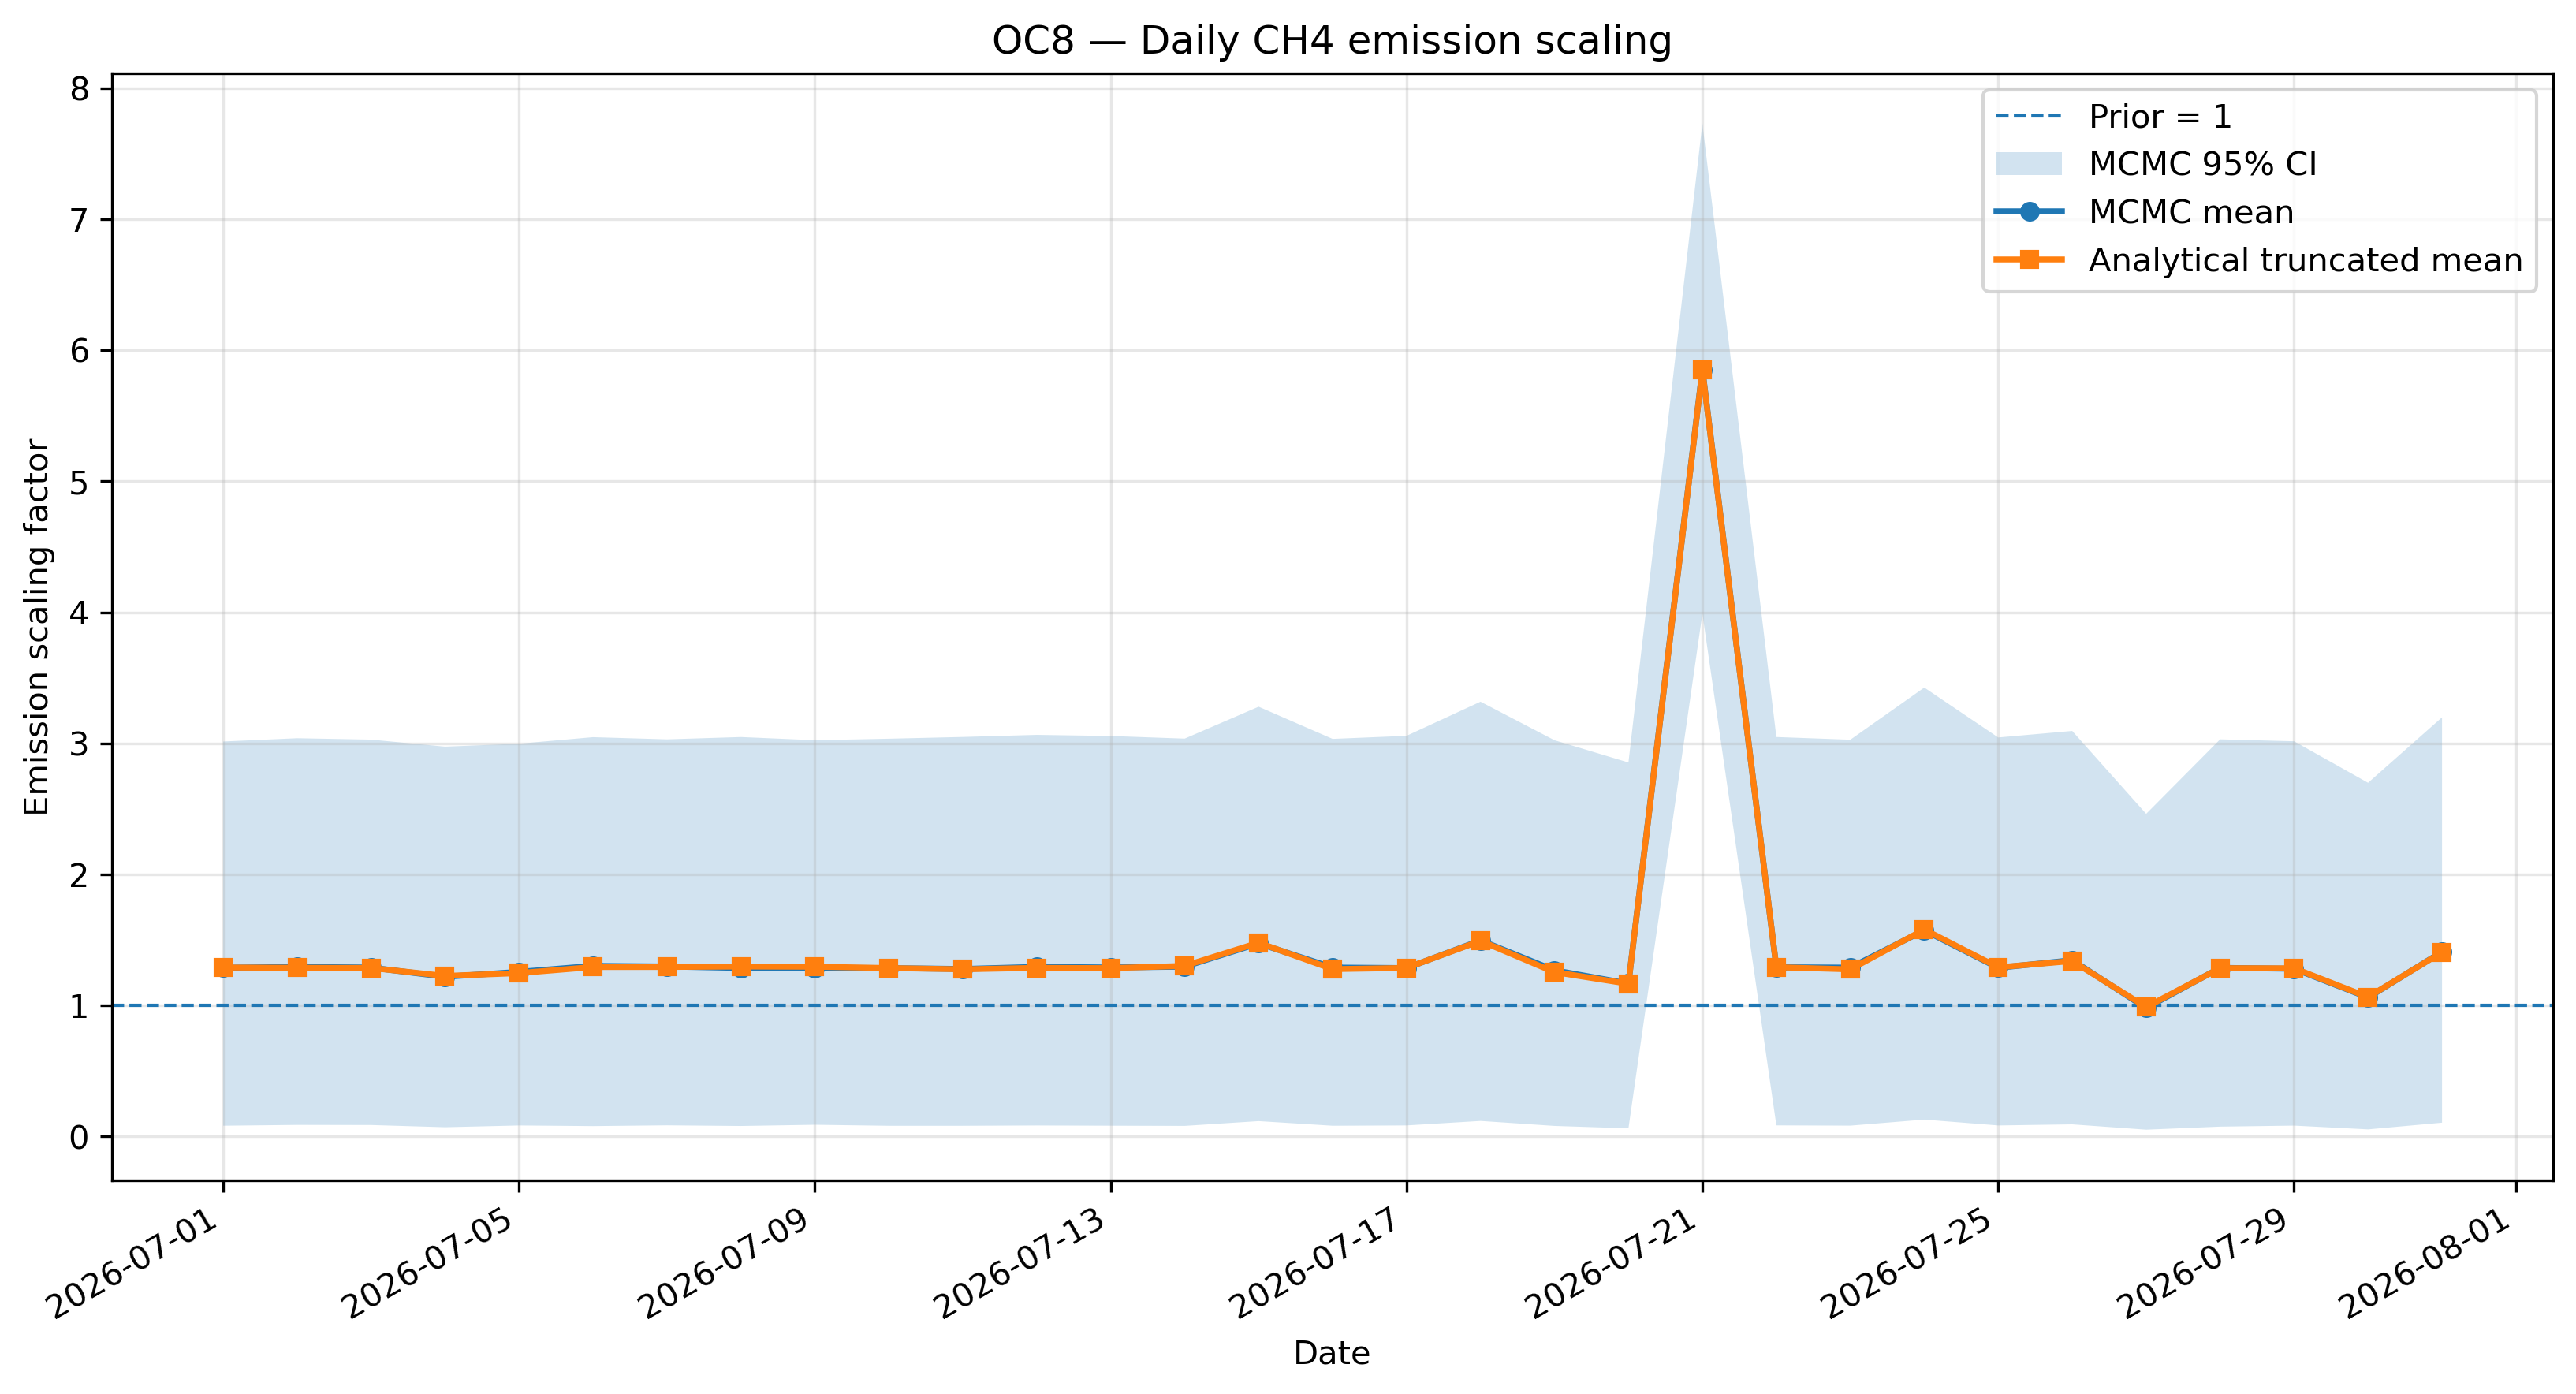 OC8 — Daily CH4 emission scaling
Prior = 1
MCMC 95% CI
MCMC mean
Analytical truncated mean
Emission scaling factor
8
7
6
5
4
3
2
1
0
2026-07-01
2026-07-05
2026-07-09
2026-07-13
2026-07-17
2026-07-21
2026-07-25
2026-07-29
2026-08-01
Date